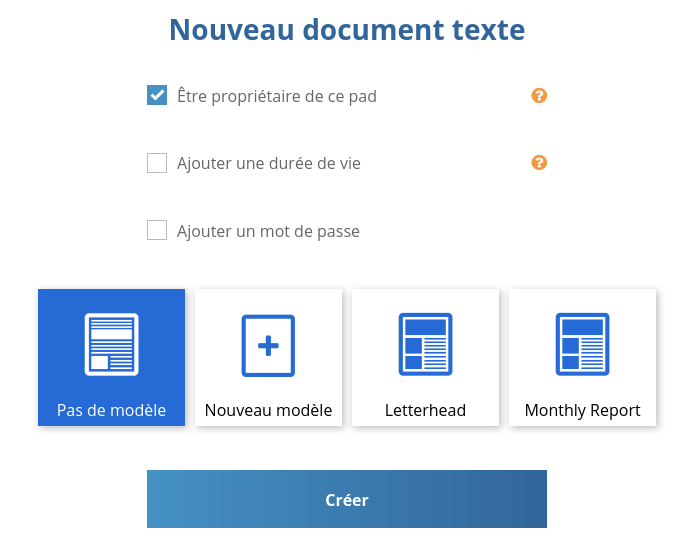 Nouveau document texte
Être propriétaire de ce pad
Ajouter une durée de vie
Ajouter un mot de passe
Pas de modèle
Nouveau modèle
Letterhead
Monthly Report
Créer